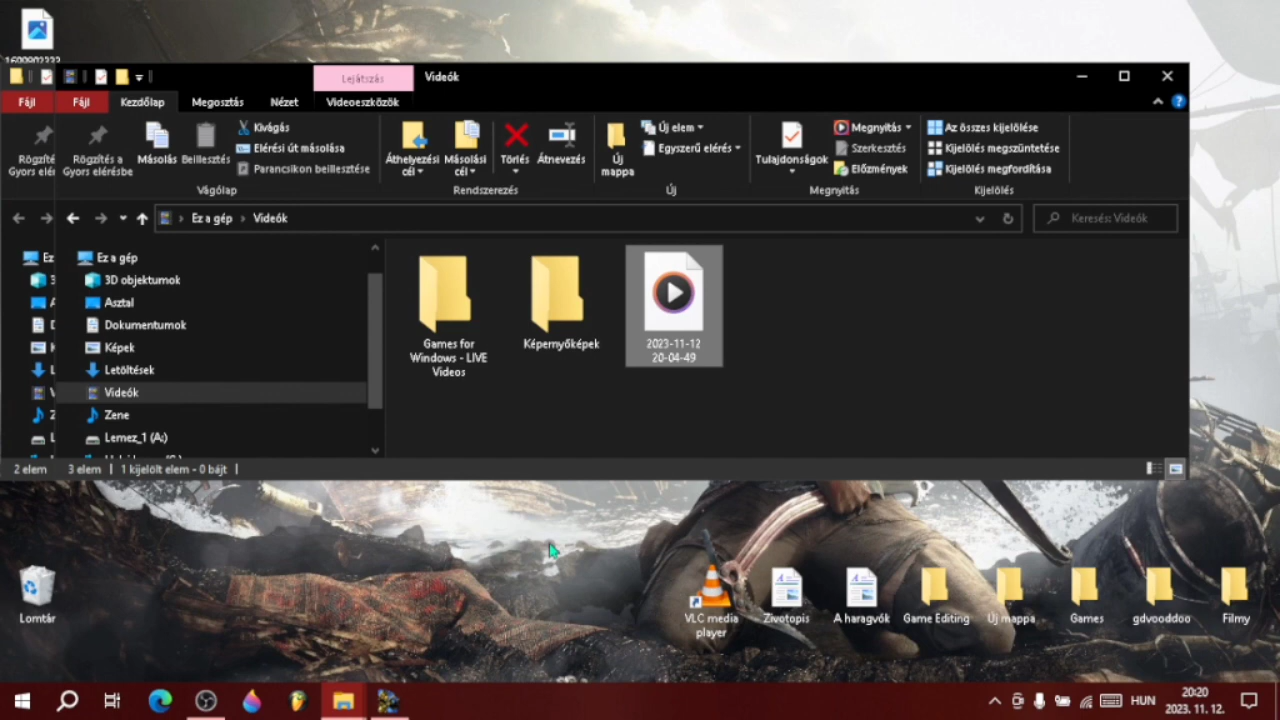 Lejátszás
Videók
Fájl
Fájl
Kezdőlap
Megosztás
Nézet
Videoeszközök
Rögzítés a
Gyors elérésbe
Másolás
Beillesztés
Kivágás
Elérési út másolása
Parancsikon beillesztése
Vágólap
Áthelyezési
cél
Másolási
cél
Törlés
Átnevezés
Rendszerezés
Új
mappa
Új elem
Egyszerű elérés
Új
Tulajdonságok
Megnyitás
Szerkesztés
Előzmények
Megnyitás
Az összes kijelölése
Kijelölés megszüntetése
Kijelölés megfordítása
Kijelölés
Ez a gép
Videók
Keresés: Videók
Ez
Ez a gép
3D objektumok
Asztal
Dokumentumok
Képek
Letöltések
Videók
Zene
Lemez_1 (A:)
Games for
Windows - LIVE
Videos
Képernyőképek
2023-11-12
20-04-49
2 elem
3 elem
1 kijelölt elem - 0 bájt
Lomtár
VLC media
player
Zivotopis
A haragvók
Game Editing
Új mappa
Games
gdvooddoo
Filmy
HUN
20:20
2023. 11. 12.